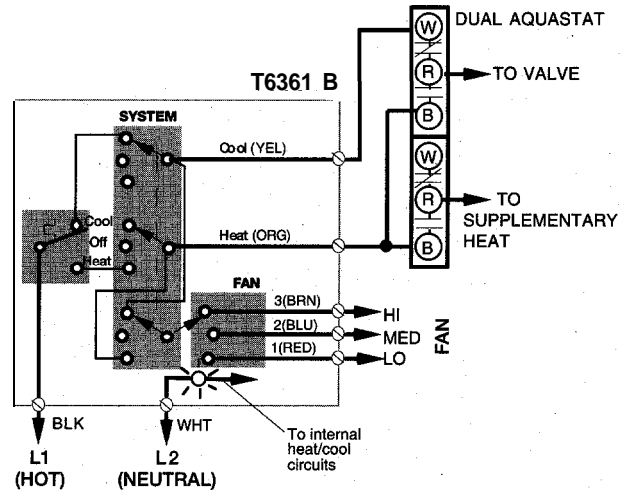 DUAL AQUASTAT
W
R
TO VALVE
B
W
R
TO
SUPPLEMENTARY
HEAT
B
T6361 B
SYSTEM
Cool (YEL)
Cool
Off
Heat
Heat (ORG)
FAN
3(BRN)
HI
2(BLU)
MED
1(RED)
LO
FAN
BLK
WHT
To internal
heat/cool
circuits
L1
(HOT)
L2
(NEUTRAL)